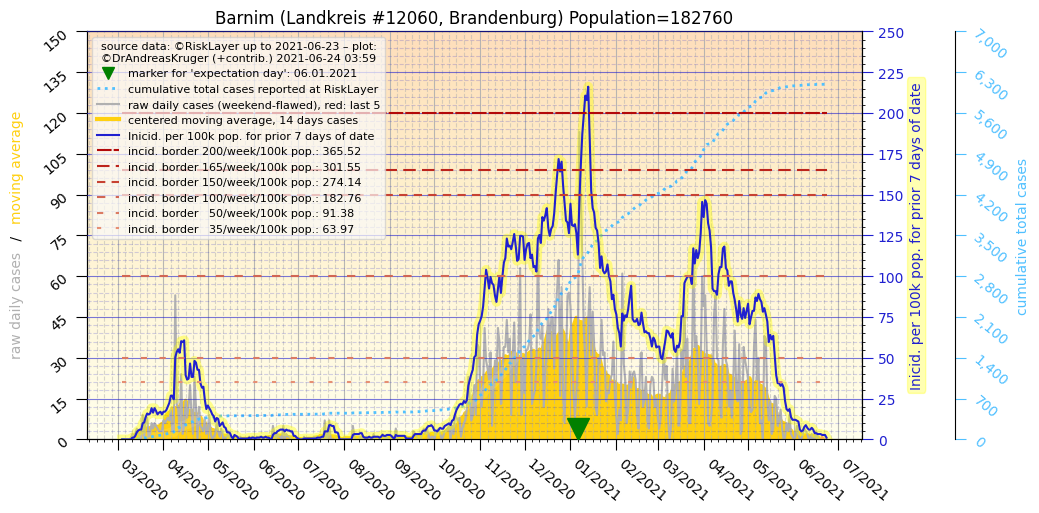 Barnim (Landkreis #12060, Brandenburg) Population=182760
source data: ©RiskLayer up to 2021-06-23 – plot:
©DrAndreasKruger (+contrib.) 2021-06-24 03:59
marker for 'expectation day': 06.01.2021
cumulative total cases reported at RiskLayer
raw daily cases (weekend-flawed), red: last 5
centered moving average, 14 days cases
Inicid. per 100k pop. for prior 7 days of date
incid. border 200/week/100k pop.: 365.52
incid. border 165/week/100k pop.: 301.55
incid. border 150/week/100k pop.: 274.14
incid. border 100/week/100k pop.: 182.76
incid. border   50/week/100k pop.: 91.38
incid. border   35/week/100k pop.: 63.97
raw daily cases   /   moving average
150
135
120
105
90
75
60
45
30
15
0
03/2020
04/2020
05/2020
06/2020
07/2020
08/2020
09/2020
10/2020
11/2020
12/2020
01/2021
02/2021
03/2021
04/2021
05/2021
06/2021
07/2021
250
225
200
175
150
125
100
75
50
25
0
Inicid. per 100k pop. for prior 7 days of date
7,000
6,300
5,600
4,900
4,200
3,500
2,800
2,100
1,400
700
0
cumulative total cases